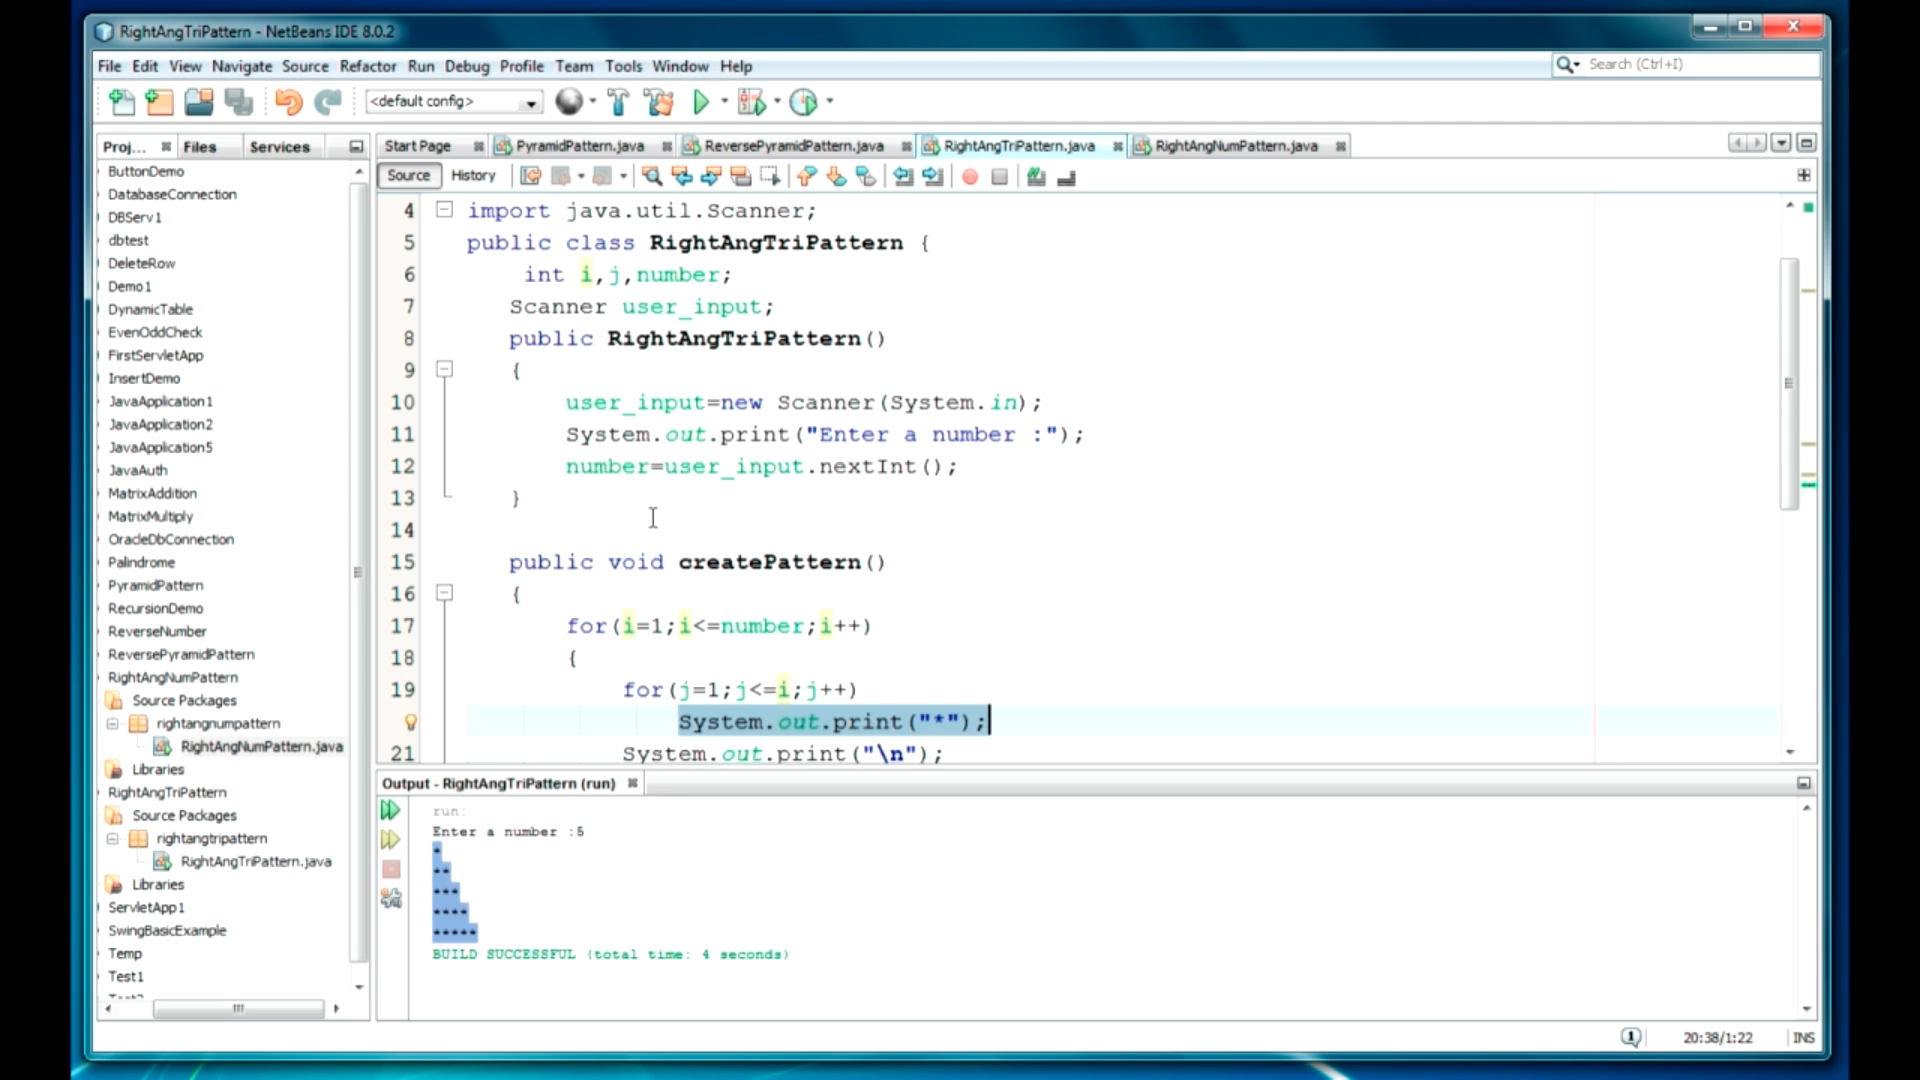 RightAngTriPattern - NetBeans IDE 8.0.2
File Edit View Navigate Source Refactor Run Debug Profile Team Tools Window Help
Search (Ctrl+I)
<default config>
Proj... Files Services
Start Page PyramidPattern.java ReversePyramidPattern.java RightAngTriPattern.java RightAngNumPattern.java
Source History
ButtonDemo
DatabaseConnection
DBServ1
dbtest
DeleteRow
Demo1
DynamicTable
EvenOddCheck
FirstServletApp
InsertDemo
JavaApplication1
JavaApplication2
JavaApplication5
JavaAuth
MatrixAddition
MatrixMultiply
OracleDbConnection
Palindrome
PyramidPattern
RecursionDemo
ReverseNumber
ReversePyramidPattern
RightAngNumPattern
Source Packages
rightangnumpattern
RightAngNumPattern.java
Libraries
RightAngTriPattern
Source Packages
rightangtripattern
RightAngTriPattern.java
Libraries
ServletApp1
SwingBasicExample
Temp
Test1
4 import java.util.Scanner;
5 public class RightAngTriPattern {
6 int i,j,number;
7 Scanner user_input;
8 public RightAngTriPattern()
9 {
10 user_input=new Scanner(System.in);
11 System.out.print("Enter a number :");
12 number=user_input.nextInt();
13 }
14
15 public void createPattern()
16 {
17 for(i=1;i<=number;i++)
18 {
19 for(j=1;j<=i;j++)
System.out.print("*");
21 System.out.print("\n");
Output - RightAngTriPattern (run)
run:
Enter a number :5
*
**
***
****
*****
BUILD SUCCESSFUL (total time: 4 seconds)
1 20:38/1:22 INS